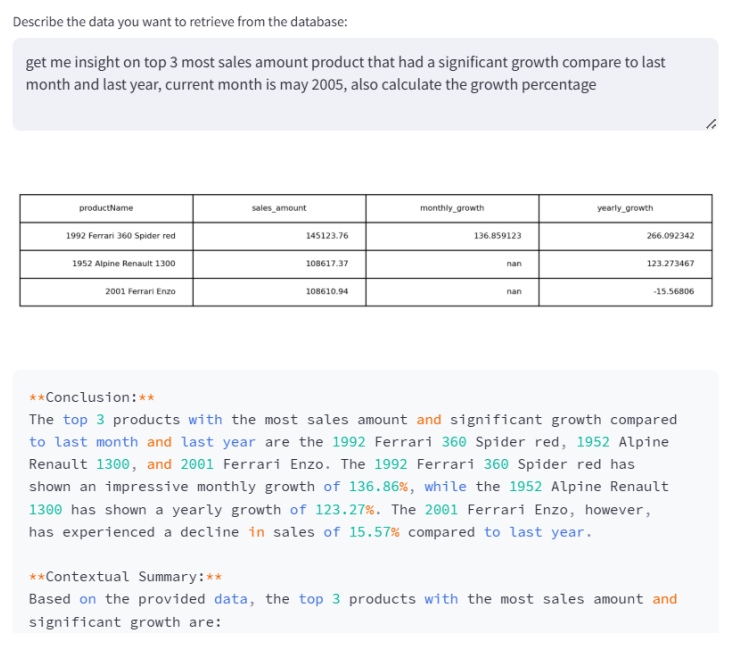 Describe the data you want to retrieve from the database:
get me insight on top 3 most sales amount product that had a significant growth compare to last
month and last year, current month is may 2005, also calculate the growth percentage
productName sales_amount monthly_growth yearly_growth
1992 Ferrari 360 Spider red 145123.76 136.859123 266.092342
1952 Alpine Renault 1300 108617.37 nan 123.273467
2001 Ferrari Enzo 108610.94 nan -15.56806
**Conclusion:**
The top 3 products with the most sales amount and significant growth compared
to last month and last year are the 1992 Ferrari 360 Spider red, 1952 Alpine
Renault 1300, and 2001 Ferrari Enzo. The 1992 Ferrari 360 Spider red has
shown an impressive monthly growth of 136.86%, while the 1952 Alpine Renault
1300 has shown a yearly growth of 123.27%. The 2001 Ferrari Enzo, however,
has experienced a decline in sales of 15.57% compared to last year.
**Contextual Summary:**
Based on the provided data, the top 3 products with the most sales amount and
significant growth are: